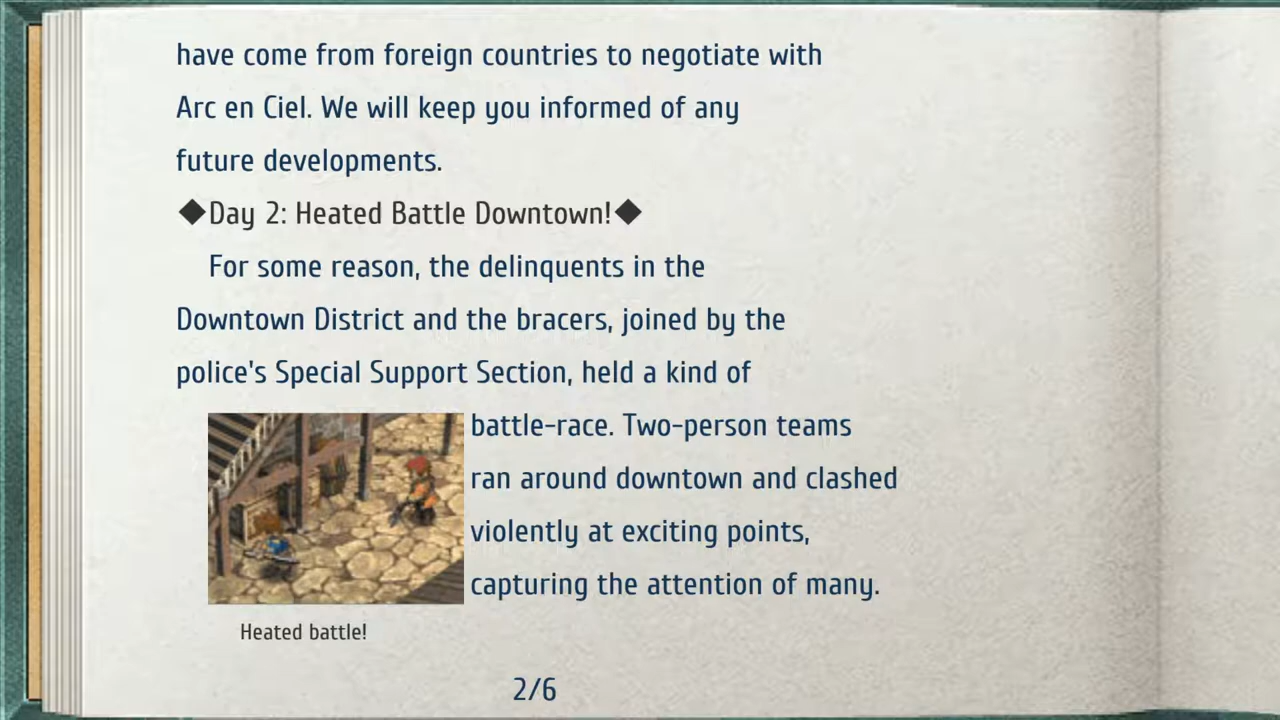 have come from foreign countries to negotiate with
Arc en Ciel. We will keep you informed of any
future developments.
◆Day 2: Heated Battle Downtown!◆
For some reason, the delinquents in the
Downtown District and the bracers, joined by the
police's Special Support Section, held a kind of
battle-race. Two-person teams
ran around downtown and clashed
violently at exciting points,
capturing the attention of many.
Heated battle!
2/6